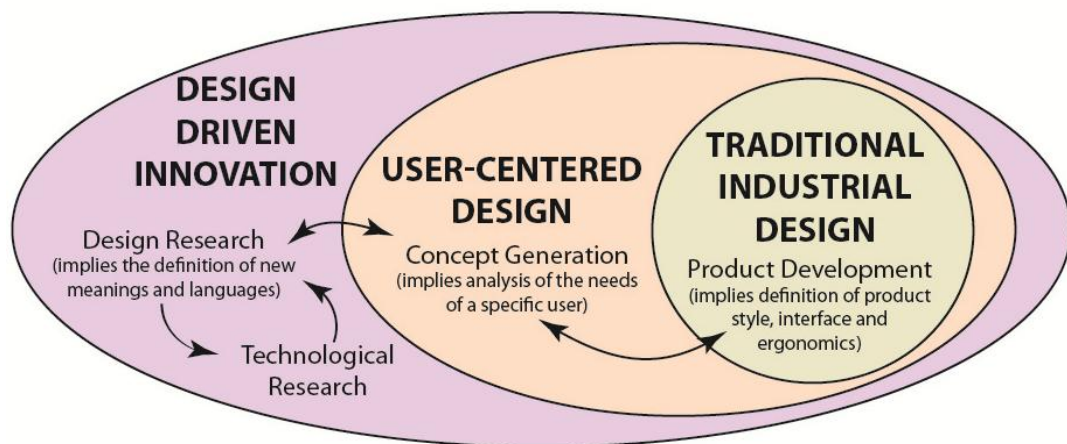 DESIGN
DRIVEN
INNOVATION
Design Research
(implies the definition of new
meanings and languages)
Technological
Research
USER-CENTERED
DESIGN
Concept Generation
(implies analysis of the needs
of a specific user)
TRADITIONAL
INDUSTRIAL
DESIGN
Product Development
(implies definition of product
style, interface and
ergonomics)